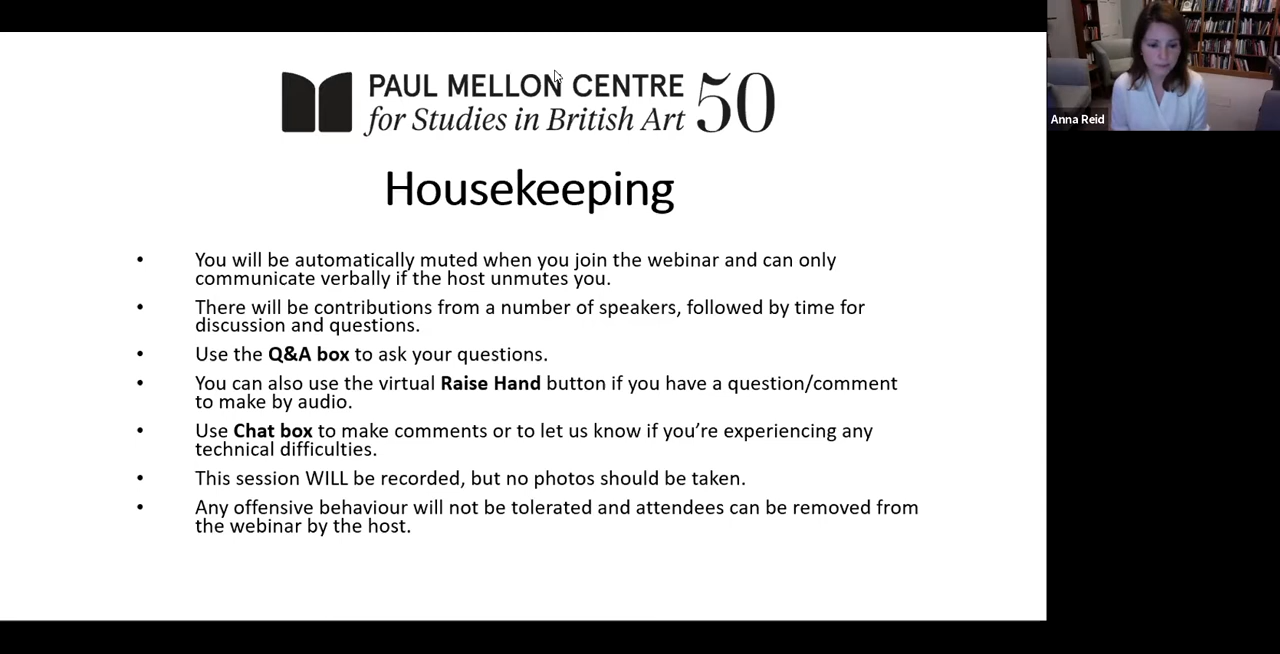 PAUL MELLON CENTRE
for Studies in British Art
50
Housekeeping
• You will be automatically muted when you join the webinar and can only
communicate verbally if the host unmutes you.
• There will be contributions from a number of speakers, followed by time for
discussion and questions.
• Use the Q&A box to ask your questions.
• You can also use the virtual Raise Hand button if you have a question/comment
to make by audio.
• Use Chat box to make comments or to let us know if you’re experiencing any
technical difficulties.
• This session WILL be recorded, but no photos should be taken.
• Any offensive behaviour will not be tolerated and attendees can be removed from
the webinar by the host.
Anna Reid